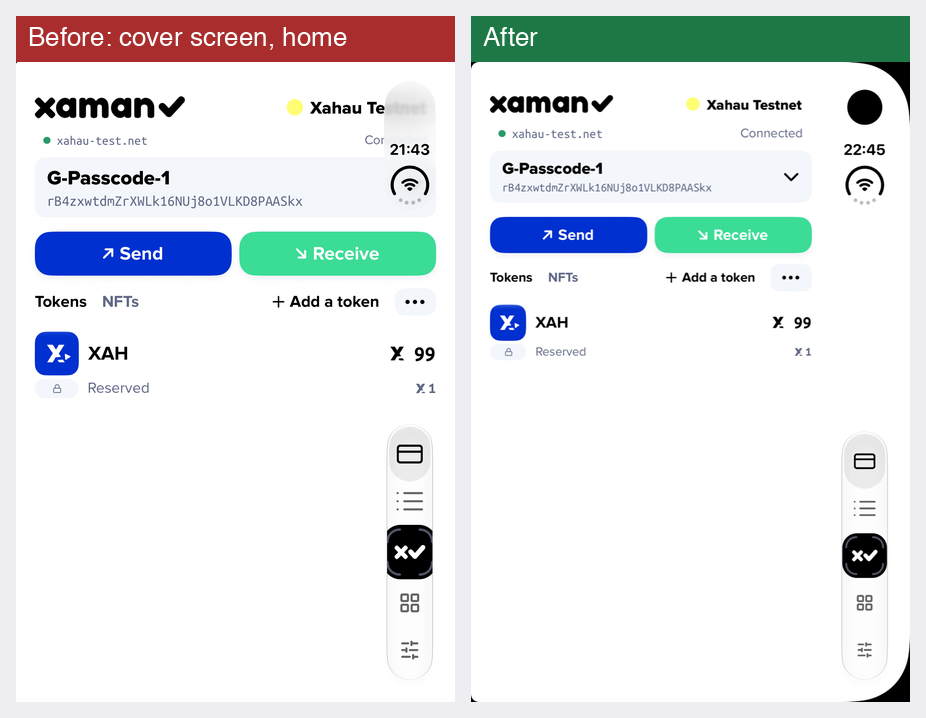 Before: cover screen, home
xaman
Xahau Te
xahau-test.net
Con
21:43
G-Passcode-1
rB4zxwtdmZrXWLk16NUj8o1VLKD8PAASkx
Send
Receive
Tokens NFTs
+ Add a token
XAH
X 99
Reserved
X 1
After
xaman
Xahau Testnet
xahau-test.net
Connected
22:45
G-Passcode-1
rB4zxwtdmZrXWLk16NUj8o1VLKD8PAASkx
Send
Receive
Tokens NFTs
+ Add a token
XAH
X 99
Reserved
X 1